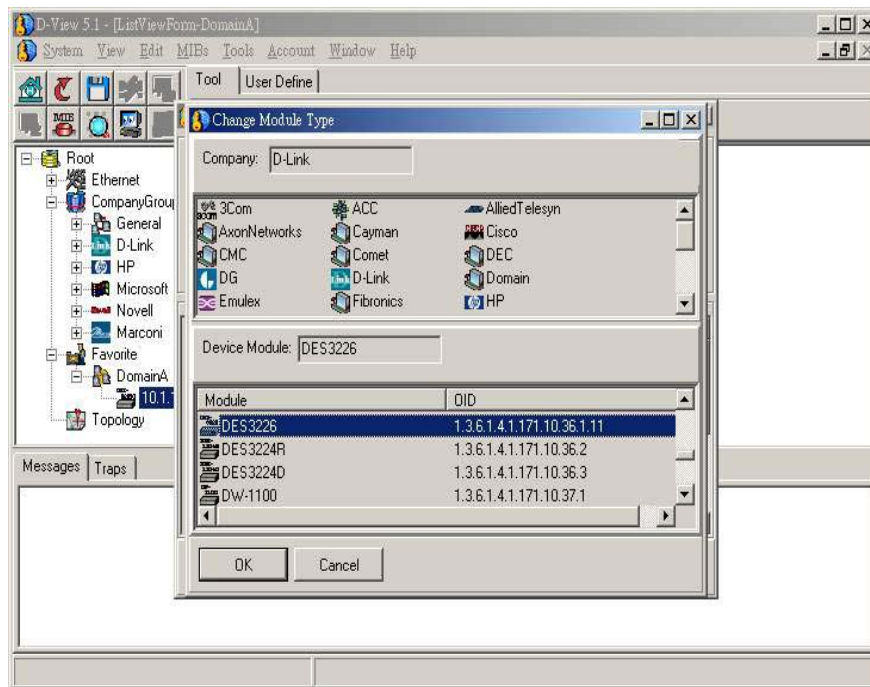 D-View 5.1 - [ListViewForm-DomainA]
System View Edit MIBs Tools Account Window Help
Tool User Define
MIB
Root
Ethernet
CompanyGrou
General
D-Link
HP
Microsoft
Novell
Marconi
Favorite
DomainA
10.1.1
Topology
Change Module Type
Company: D-Link
3Com ACC AlliedTelesyn
AxonNetworks Cayman Cisco
CMC Comet DEC
DG D-Link Domain
Emulex Fibronics HP
Device Module: DES3226
Module OID
DES3226 1.3.6.1.4.1.171.10.36.1.11
DES3224R 1.3.6.1.4.1.171.10.36.2
DES3224D 1.3.6.1.4.1.171.10.36.3
DW-1100 1.3.6.1.4.1.171.10.37.1
OK Cancel
Messages Traps